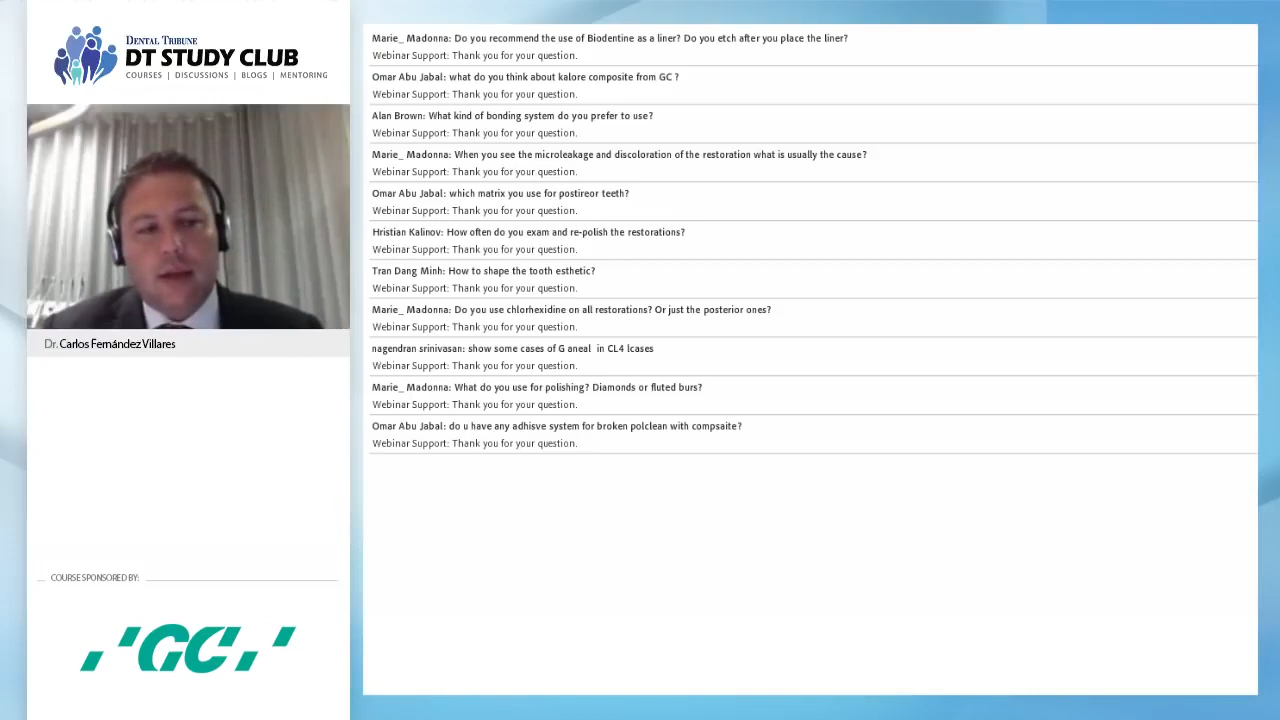 DENTAL TRIBUNE
DT STUDY CLUB
COURSES | DISCUSSIONS | BLOGS | MENTORING
Dr. Carlos Fernández Villares
COURSE SPONSORED BY:
GC
Marie_ Madonna: Do you recommend the use of Biodentine as a liner? Do you etch after you place the liner?
Webinar Support: Thank you for your question.
Omar Abu Jabal: what do you think about kalore composite from GC ?
Webinar Support: Thank you for your question.
Alan Brown: What kind of bonding system do you prefer to use?
Webinar Support: Thank you for your question.
Marie_ Madonna: When you see the microleakage and discoloration of the restoration what is usually the cause?
Webinar Support: Thank you for your question.
Omar Abu Jabal: which matrix you use for postireor teeth?
Webinar Support: Thank you for your question.
Hristian Kalinov: How often do you exam and re-polish the restorations?
Webinar Support: Thank you for your question.
Tran Dang Minh: How to shape the tooth esthetic?
Webinar Support: Thank you for your question.
Marie_ Madonna: Do you use chlorhexidine on all restorations? Or just the posterior ones?
Webinar Support: Thank you for your question.
nagendran srinivasan: show some cases of G aneal in CL4 lcases
Webinar Support: Thank you for your question.
Marie_ Madonna: What do you use for polishing? Diamonds or fluted burs?
Webinar Support: Thank you for your question.
Omar Abu Jabal: do u have any adhisve system for broken polclean with compsaite?
Webinar Support: Thank you for your question.